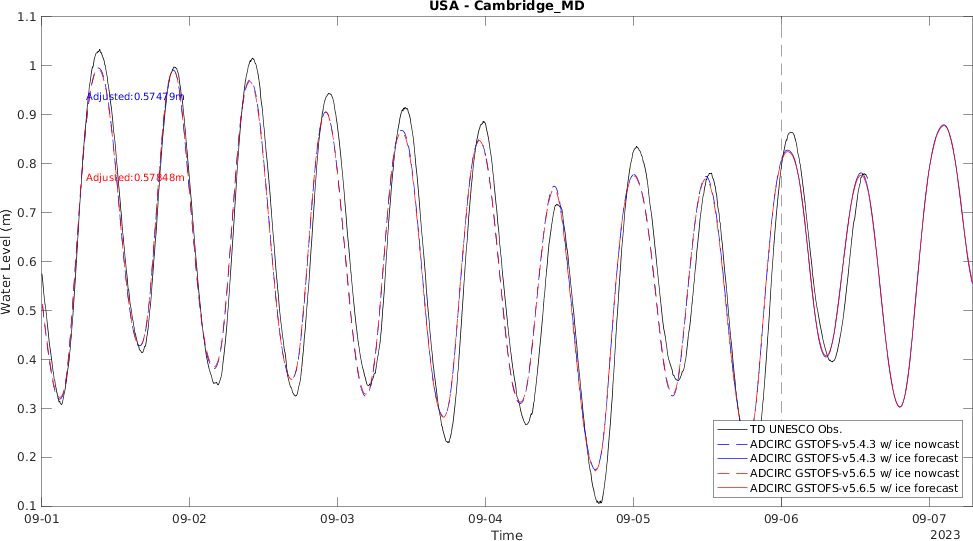 USA - Cambridge_MD
1.1
1
Adjusted:0.57479m
0.9
0.8
Adjusted:0.57848m
0.7
Water Level (m)
0.6
0.5
0.4
0.3
TD UNESCO Obs.
ADCIRC GSTOFS-v5.4.3 w/ ice nowcast
0.2
ADCIRC GSTOFS-v5.4.3 w/ ice forecast
ADCIRC GSTOFS-v5.6.5 w/ ice nowcast
ADCIRC GSTOFS-v5.6.5 w/ ice forecast
0.1
09-01 09-02 09-03 09-04 09-05 09-06 09-07
Time
2023